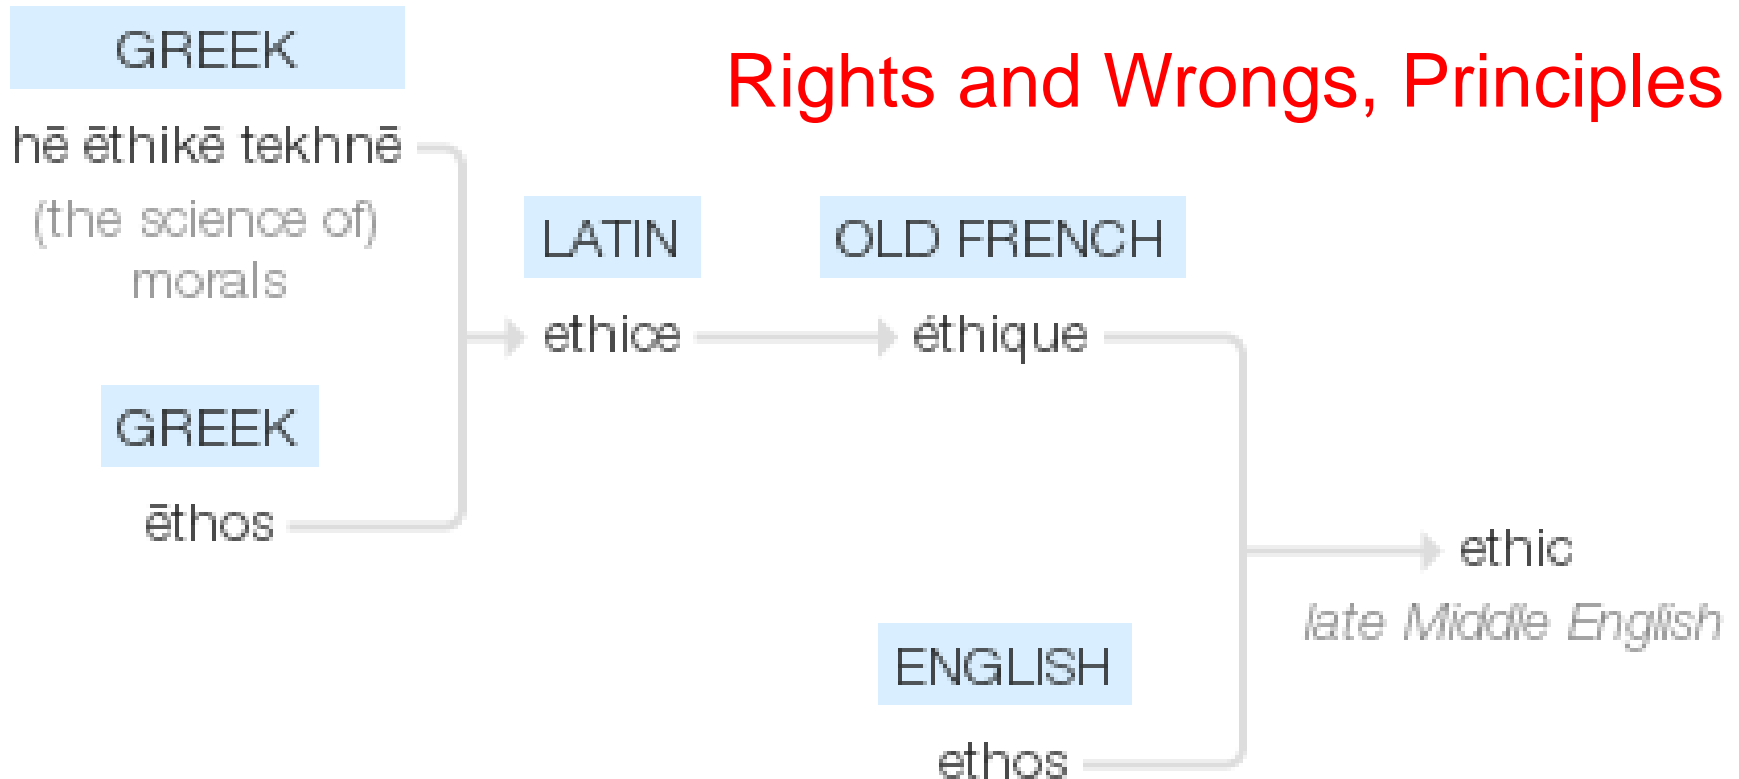 GREEK
Rights and Wrongs, Principles
hē ēthikē tekhnē
(the science of)
morals
LATIN
OLD FRENCH
ethice
éthique
GREEK
ēthos
ethic
late Middle English
ENGLISH
ethos